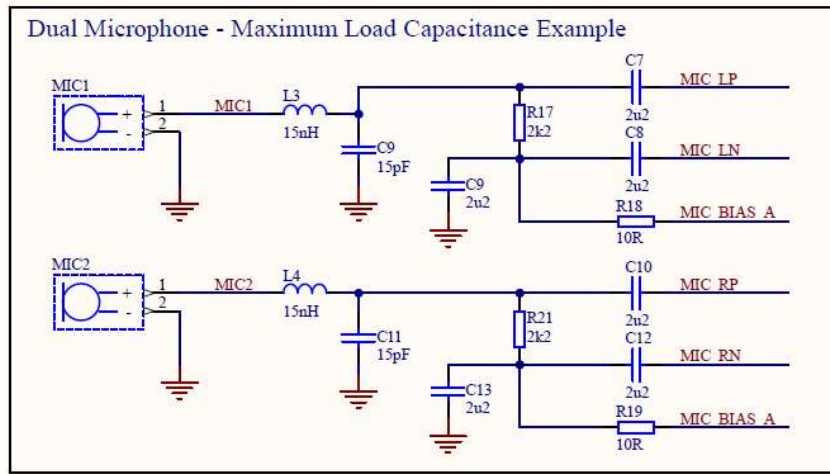 Dual Microphone - Maximum Load Capacitance Example
MIC1
+ 1
- 2
MIC1
L3
15nH
C9
15pF
R17
2k2
C9
2u2
C7
2u2
MIC LP
C8
2u2
MIC LN
R18
10R
MIC BIAS A
MIC2
+ 1
- 2
MIC2
L4
15nH
C11
15pF
R21
2k2
C13
2u2
C10
2u2
MIC RP
C12
2u2
MIC RN
R19
10R
MIC BIAS A